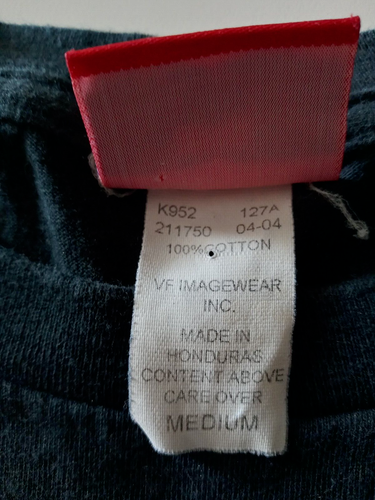 K952 127A
211750 04-04
100% COTTON
VF IMAGEWEAR
INC.
MADE IN
HONDURAS
CONTENT ABOVE
CARE OVER
MEDIUM